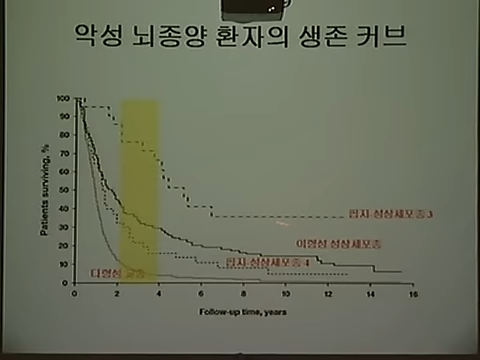 악성 뇌종양 환자의 생존 커브
Patients surviving, %
100
90
80
70
60
50
40
30
20
10
0
핍지 성상세포종 3
이형성 성상세포종
핍지 성상세포종 4
다형성 교종
0 2 4 6 8 10 12 14 16
Follow-up time, years